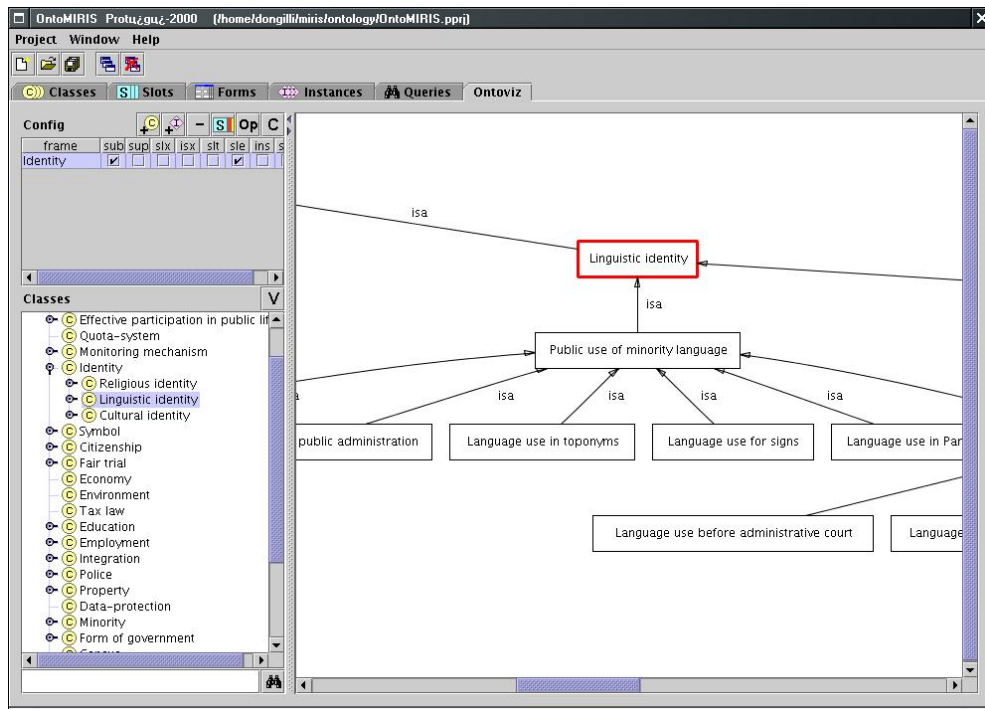 OntoMIRIS Protµ¿gµ¿-2000 (/home/dongilli/miris/ontology/OntoMIRIS.pprj)
Project Window Help
C Classes S Slots Forms I Instances Queries Ontoviz
Config C I - S Op C
frame sub sup slx isx slt sle ins s
Identity
Classes V
C Effective participation in public lif
C Quota-system
C Monitoring mechanism
C Identity
C Religious identity
C Linguistic identity
C Cultural identity
C Symbol
C Citizenship
C Fair trial
C Economy
C Environment
C Tax law
C Education
C Employment
C Integration
C Police
C Property
C Data-protection
C Minority
C Form of government
isa
Linguistic identity
isa
Public use of minority language
isa isa isa isa
public administration Language use in toponyms Language use for signs Language use in Par
Language use before administrative court Language